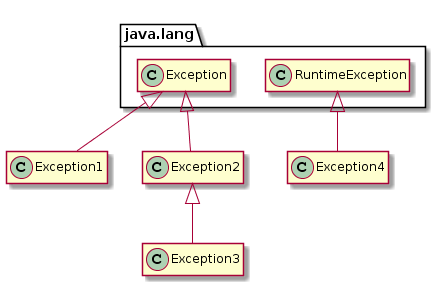 java.lang
C Exception
C RuntimeException
C Exception1
C Exception2
C Exception4
C Exception3